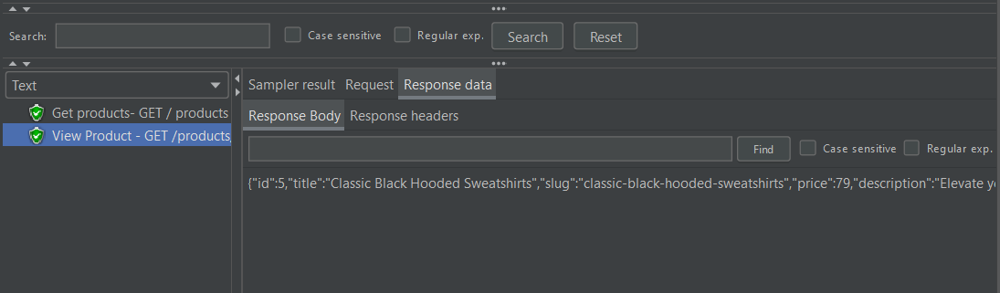 Search: Case sensitive Regular exp. Search Reset
Text
Sampler result Request Response data
Get products- GET / products
Response Body Response headers
View Product - GET /products
Find Case sensitive Regular exp.
{"id":5,"title":"Classic Black Hooded Sweatshirts","slug":"classic-black-hooded-sweatshirts","price":79,"description":"Elevate